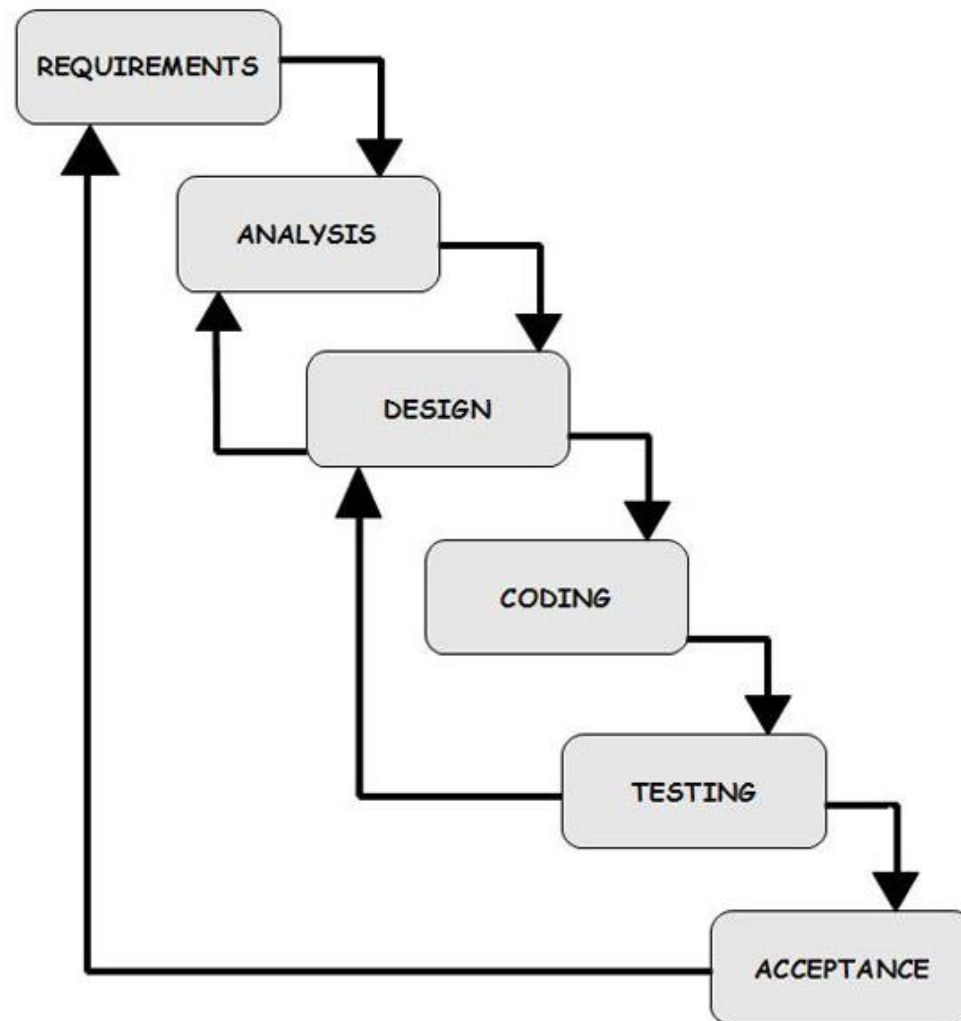 REQUIREMENTS
ANALYSIS
DESIGN
CODING
TESTING
ACCEPTANCE